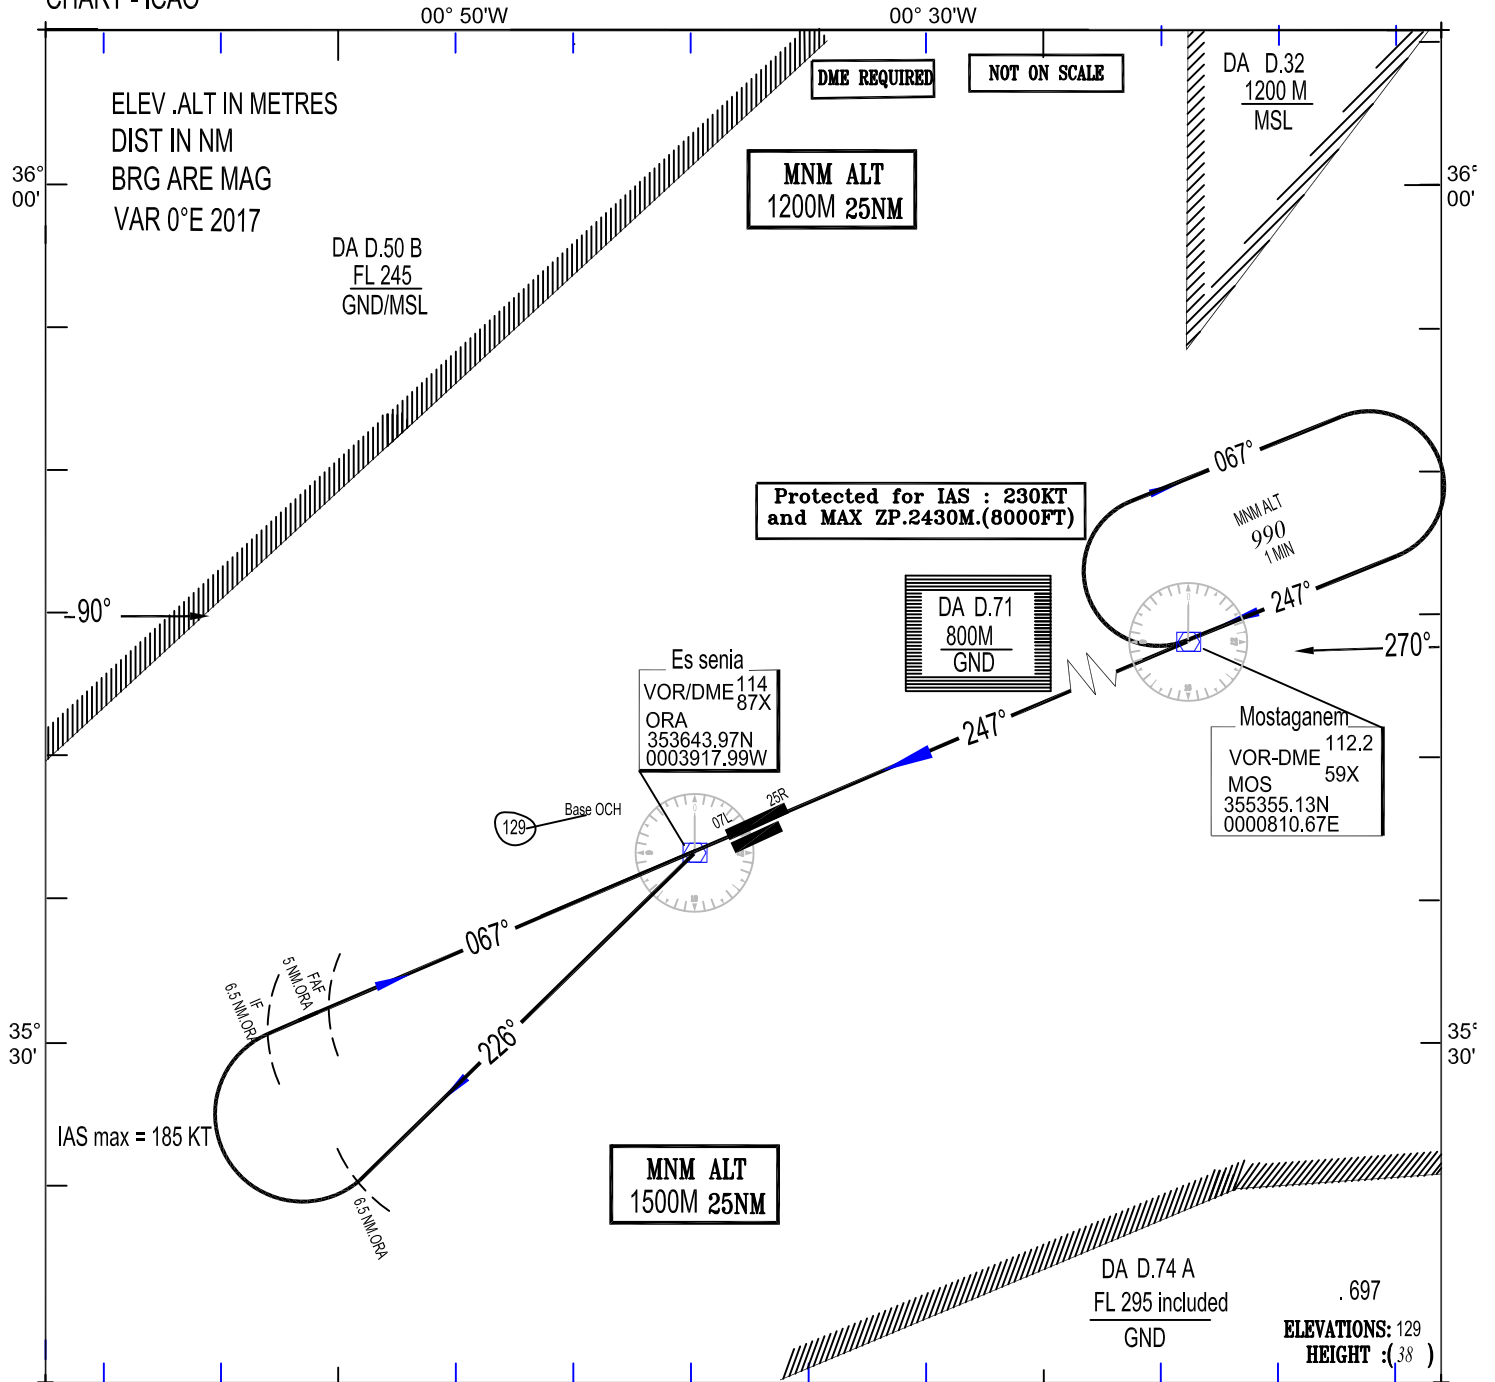 CHART - ICAO
00° 50'W
00° 30'W
ELEV .ALT IN METRES
DIST IN NM
BRG ARE MAG
VAR 0°E 2017
DME REQUIRED
NOT ON SCALE
DA D.32
1200 M
MSL
36°
00'
36°
00'
MNM ALT
1200M 25NM
DA D.50 B
FL 245
GND/MSL
067°
Protected for IAS : 230KT
and MAX ZP.2430M.(8000FT)
MNM ALT
990
1 MIN
247°
90°
270°
DA D.71
800M
GND
Es senia
VOR/DME 114
87X
ORA
353643.97N
0003917.99W
247°
Mostaganem
112.2
VOR-DME
59X
MOS
355355.13N
0000810.67E
129
Base OCH
07L
25R
067°
IF
6.5 NM.ORA
FAF
5 NM.ORA
226°
35°
30'
35°
30'
IAS max = 185 KT
6.5 NM.ORA
MNM ALT
1500M 25NM
DA D.74 A
FL 295 included
GND
. 697
ELEVATIONS: 129
HEIGHT :( 38 )